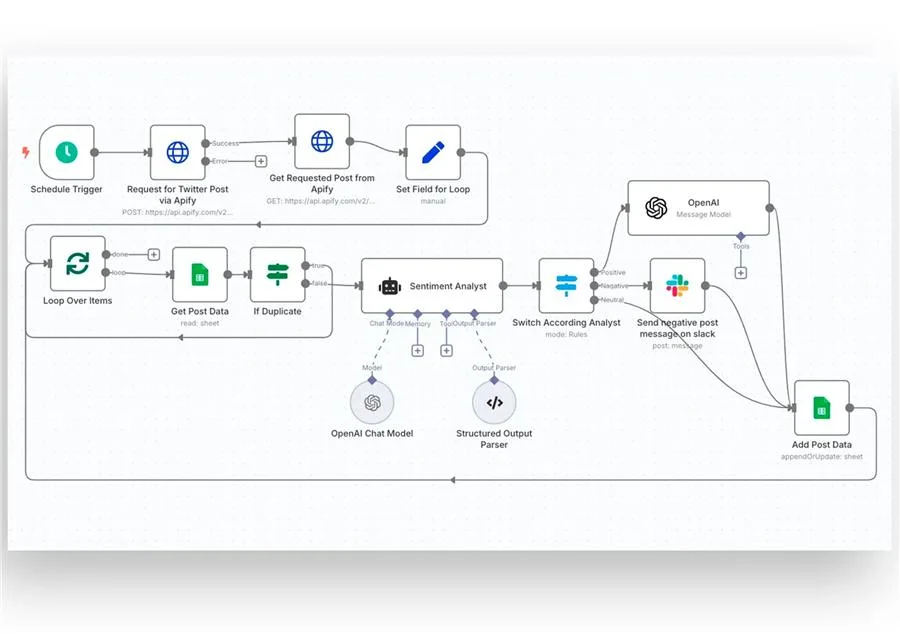 Success
Error
Schedule Trigger
Request for Twitter Post
via Apify
POST: https://api.apify.com/v2...
Get Requested Post from
Apify
GET: https://api.apify.com/v2/...
Set Field for Loop
manual
OpenAI
Message Model
Tools
done
loop
Loop Over Items
Get Post Data
read: sheet
true
false
If Duplicate
Sentiment Analyst
Chat Model
Memory
Tool
Output Parser
Model
OpenAI Chat Model
Output Parser
Structured Output
Parser
Positive
Nagative
Neutral
Switch According Analyst
mode: Rules
Send negative post
message on slack
post: message
Add Post Data
appendOrUpdate: sheet